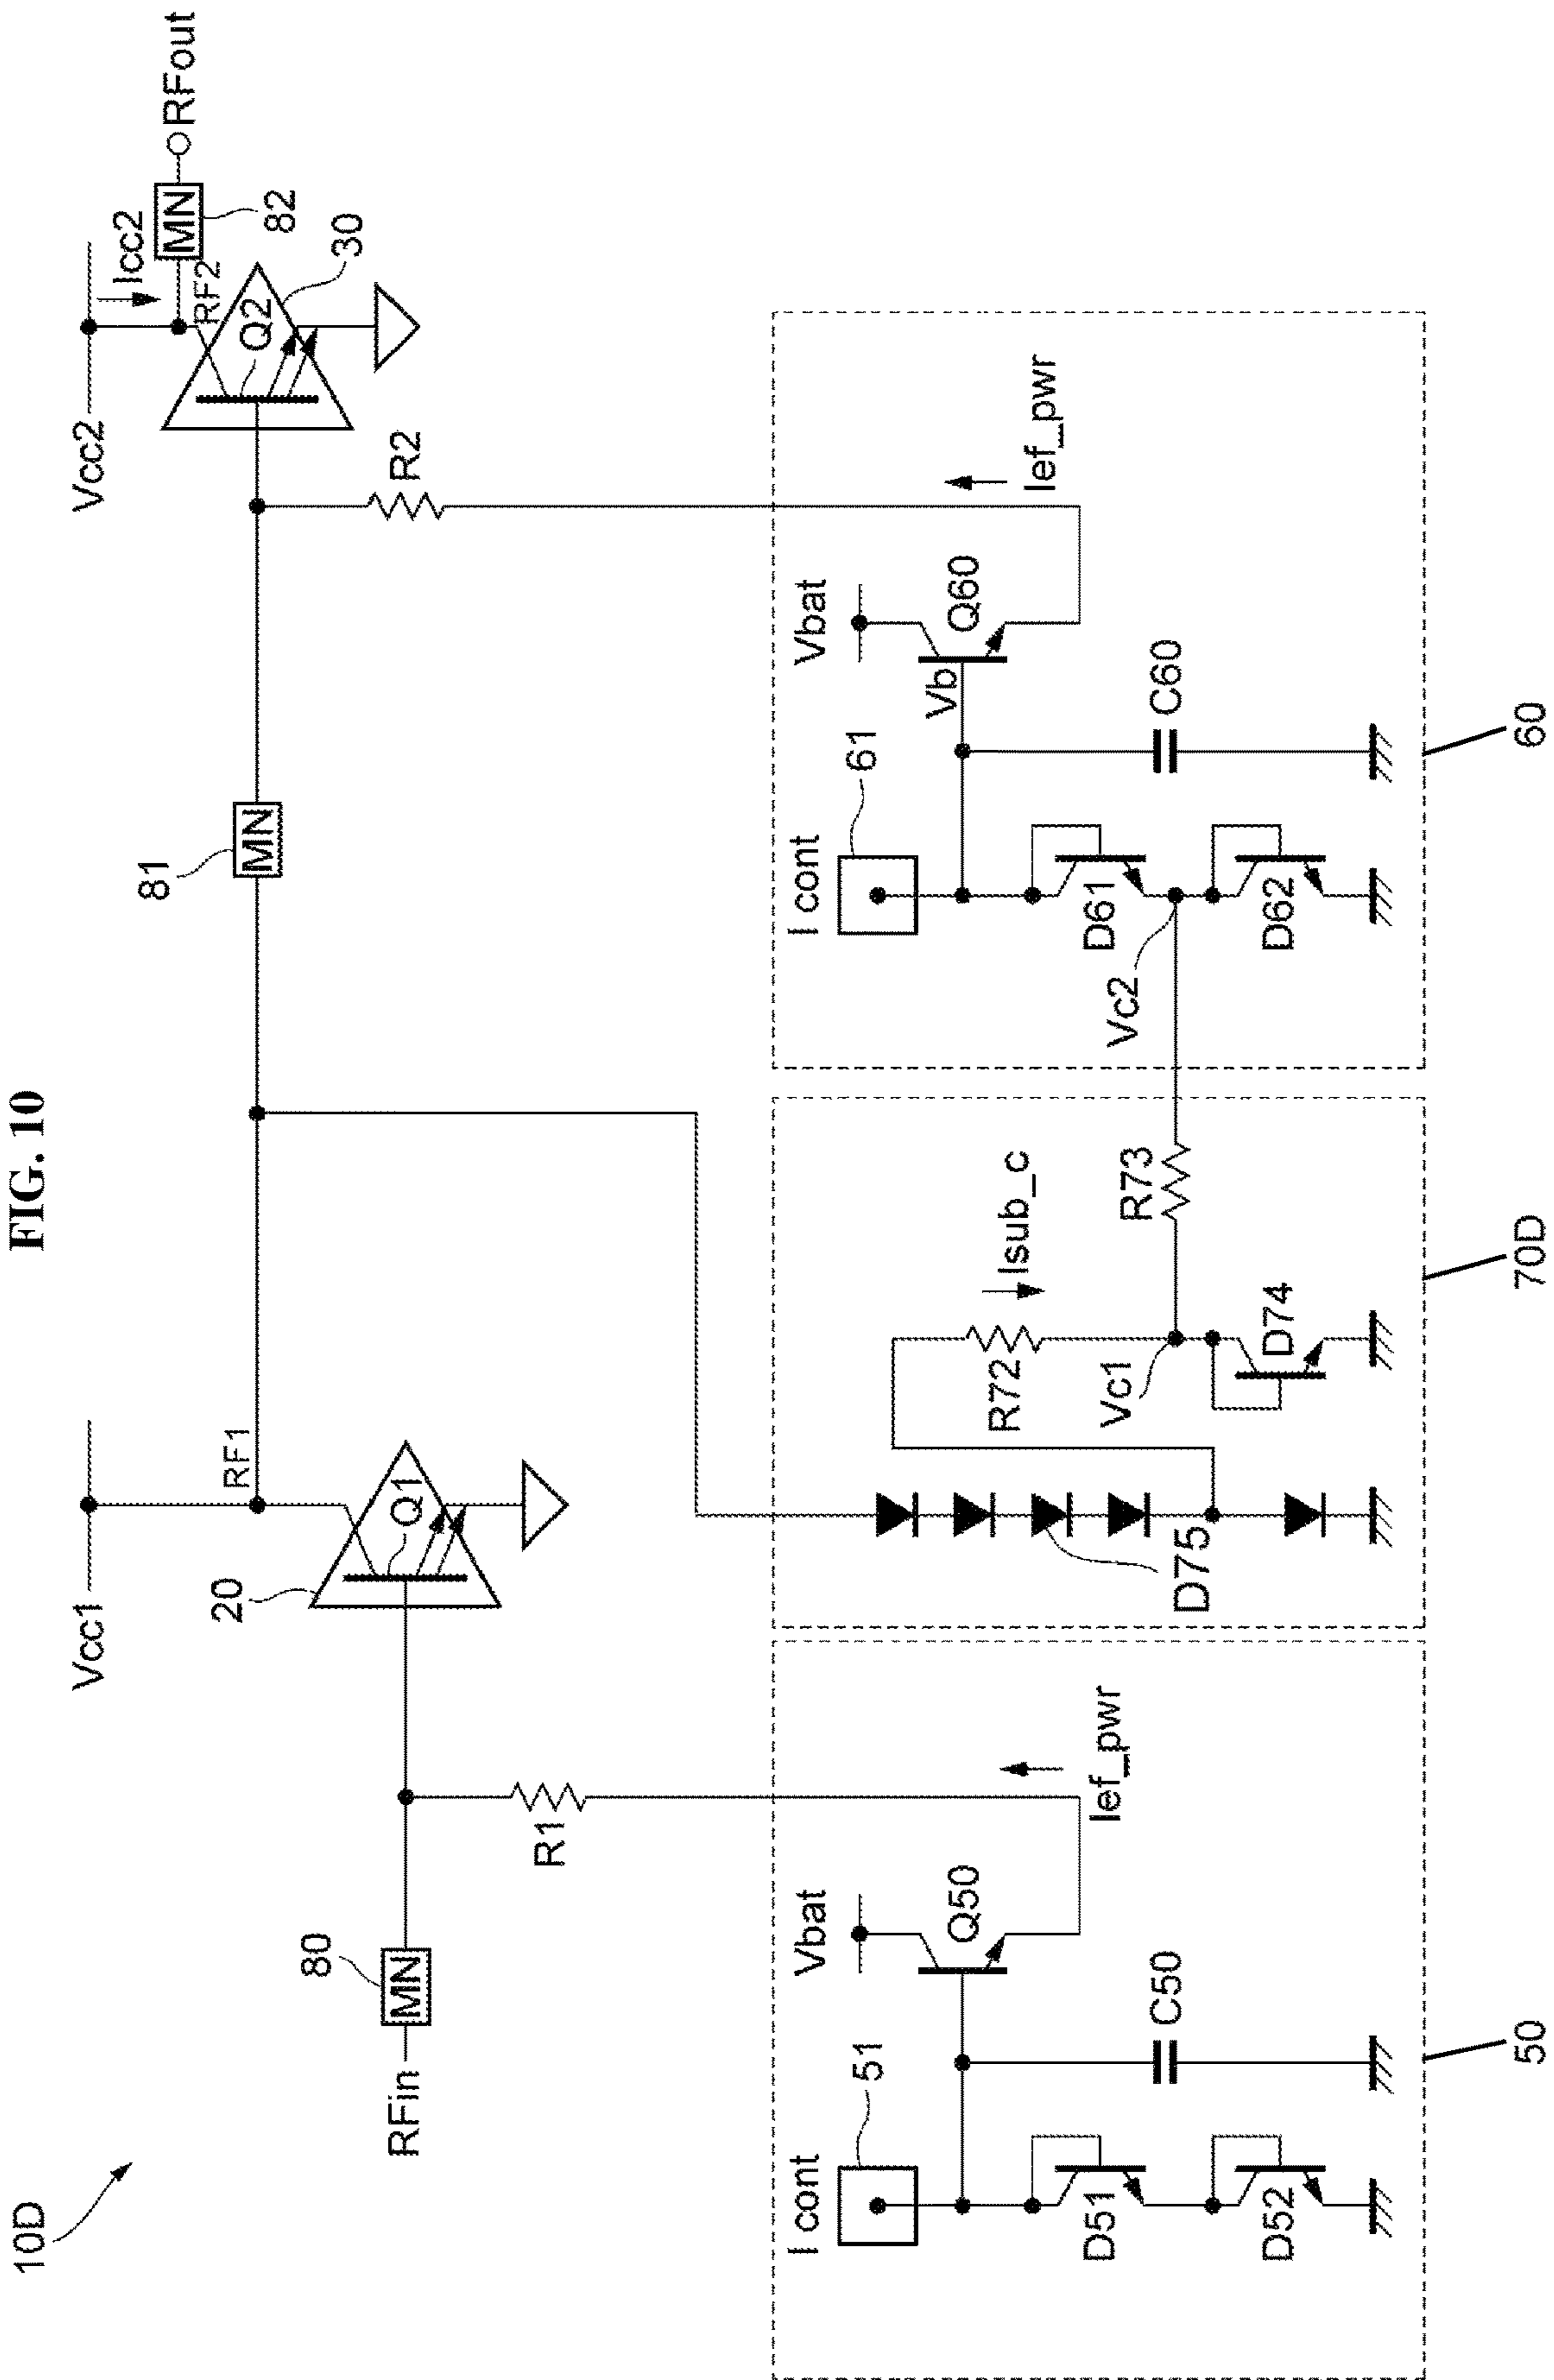 FIG. 10
10D
Vcc1
Vcc2
Icc2
RFout
MN
82
RF2
Q2
30
RF1
Q1
20
81
MN
R2
80
MN
RFin
R1
I cont
51
Vbat
Q50
Ief_pwr
C50
D51
D52
50
R72
Isub_c
Vc1
R73
D74
D75
70D
I cont
61
Vbat
Vb
Q60
Ief_pwr
C60
D61
D62
Vc2
60